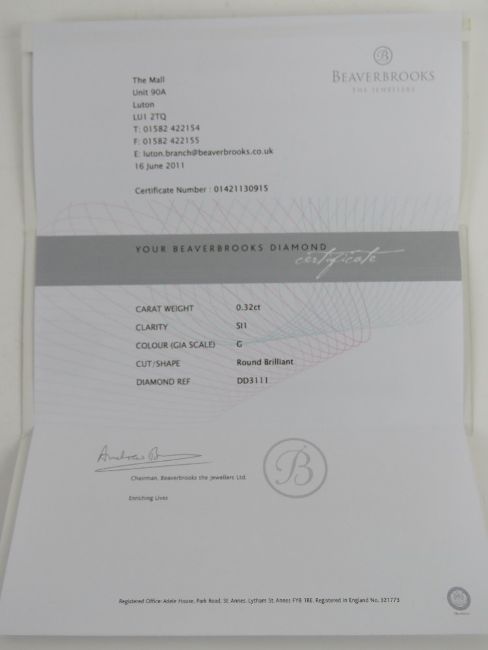 B
BEAVERBROOKS
THE JEWELLERS
The Mall
Unit 90A
Luton
LU1 2TQ
T: 01582 422154
F: 01582 422155
E: luton.branch@beaverbrooks.co.uk
16 June 2011
Certificate Number : 01421130915
YOUR BEAVERBROOKS DIAMOND
certificate
CARAT WEIGHT 0.32ct
CLARITY SI1
COLOUR (GIA SCALE) G
CUT/SHAPE Round Brilliant
DIAMOND REF DD3111
Chairman, Beaverbrooks the Jewellers Ltd.
Enriching Lives
B
Registered Office: Adele House, Park Road, St. Annes, Lytham St. Annes FY8 1RE. Registered in England No. 321773